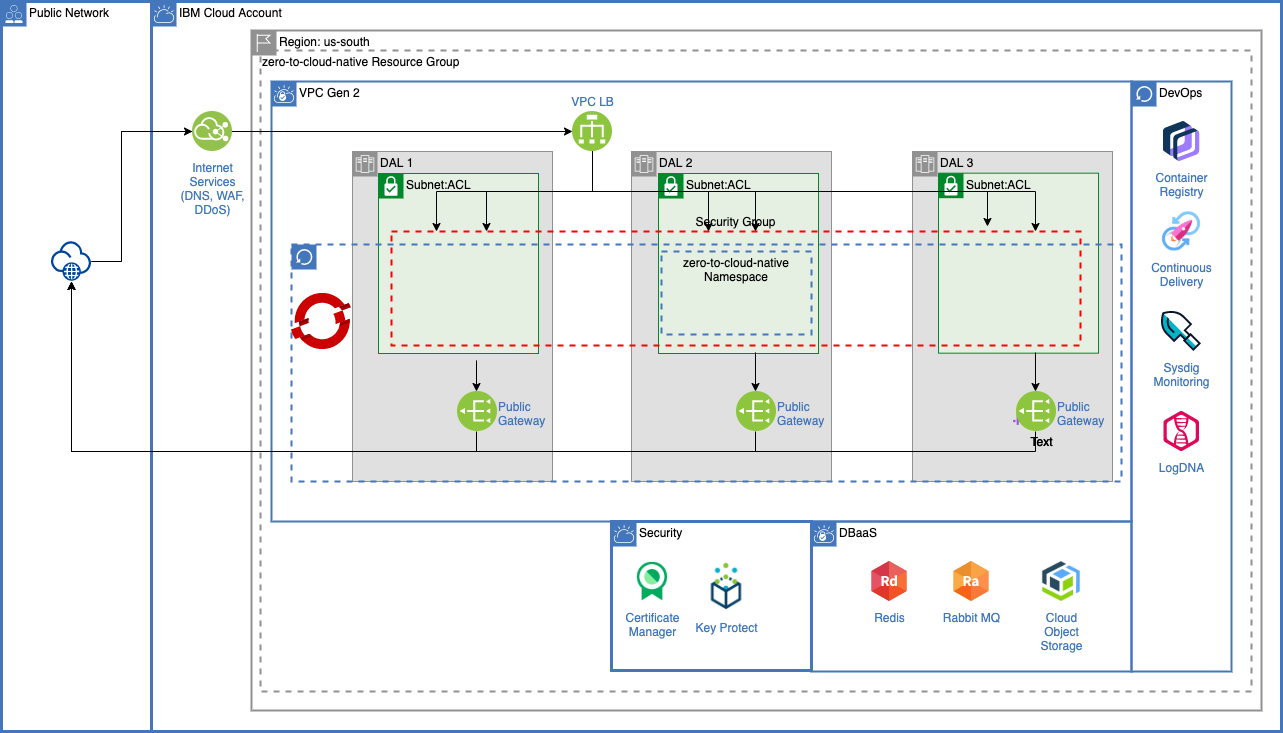 Public Network
IBM Cloud Account
Region: us-south
zero-to-cloud-native Resource Group
VPC Gen 2
DevOps
VPC LB
Internet
Services
(DNS, WAF,
DDoS)
DAL 1
DAL 2
DAL 3
Subnet:ACL
Subnet:ACL
Subnet:ACL
Security Group
zero-to-cloud-native
Namespace
Public
Gateway
Public
Gateway
Public
Gateway
Text
Container
Registry
Continuous
Delivery
Sysdig
Monitoring
LogDNA
Security
Certificate
Manager
Key Protect
DBaaS
Rd
Redis
Ra
Rabbit MQ
Cloud
Object
Storage